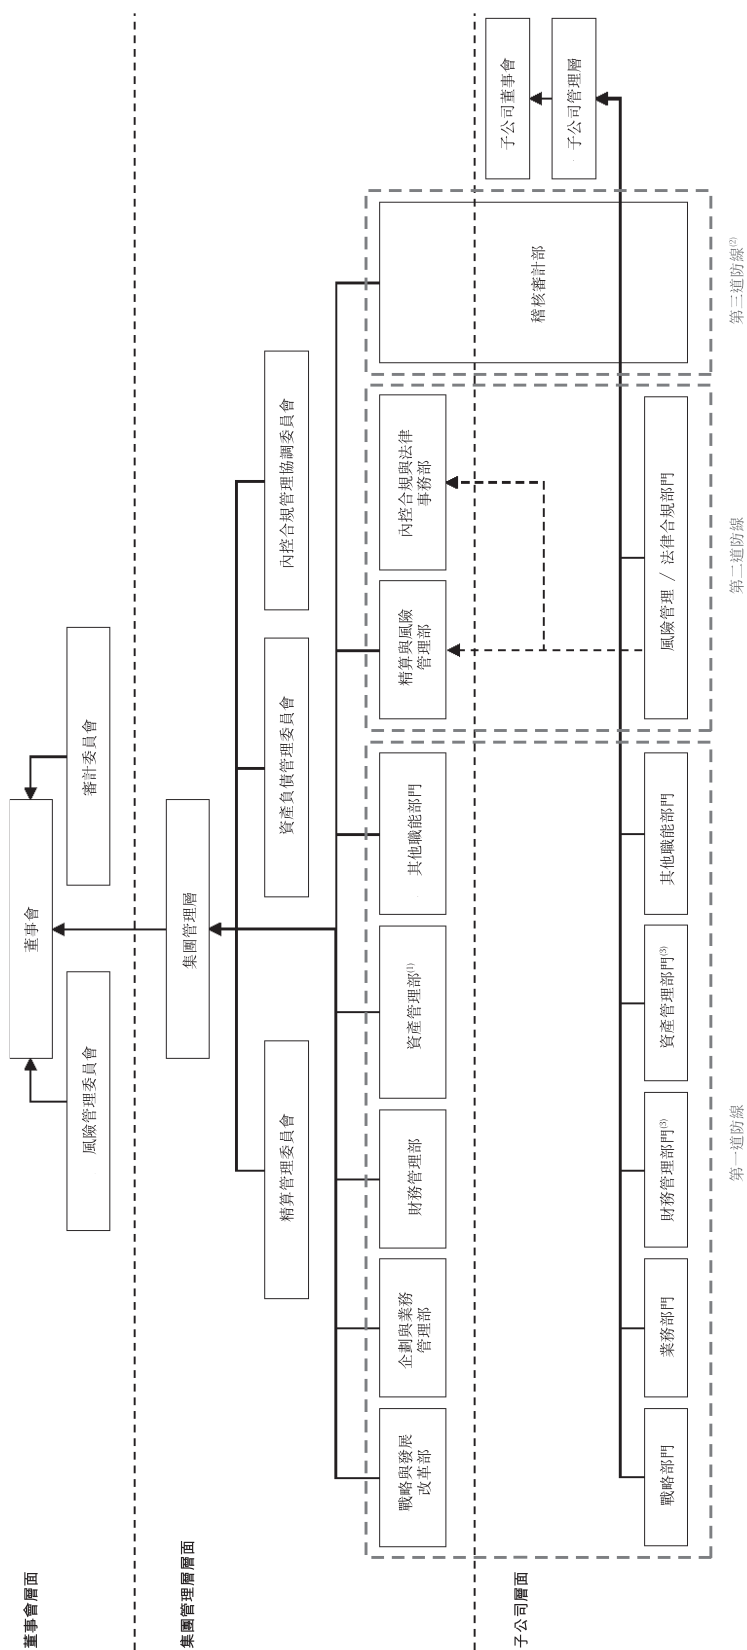 董事會層面
董事會
風險管理委員會
審計委員會
集團管理層層面
集團管理層
精算管理委員會
資產負債管理委員會
內控合規管理協調委員會
戰略與發展
改革部
企劃與業務
管理部
財務管理部
資產管理部(1)
其他職能部門
精算與風險
管理部
內控合規與法律
事務部
稽核審計部
子公司層面
子公司董事會
子公司管理層
戰略部門
業務部門
財務管理部門(3)
資產管理部門(3)
其他職能部門
風險管理 / 法律合規部門
第一道防線
第二道防線
第三道防線(2)